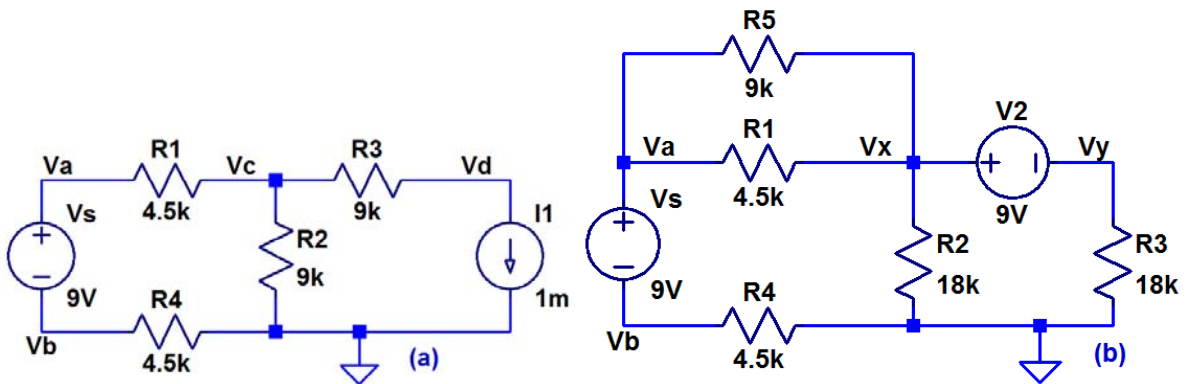 R1
R3
Va
Vc
Vd
4.5k
9k
Vs
+
−
9V
R2
9k
I1
1m
R4
Vb
4.5k
(a)
R5
9k
V2
R1
Va
Vx
+ −
Vy
4.5k
9V
Vs
+
−
9V
R2
18k
R3
18k
R4
Vb
4.5k
(b)